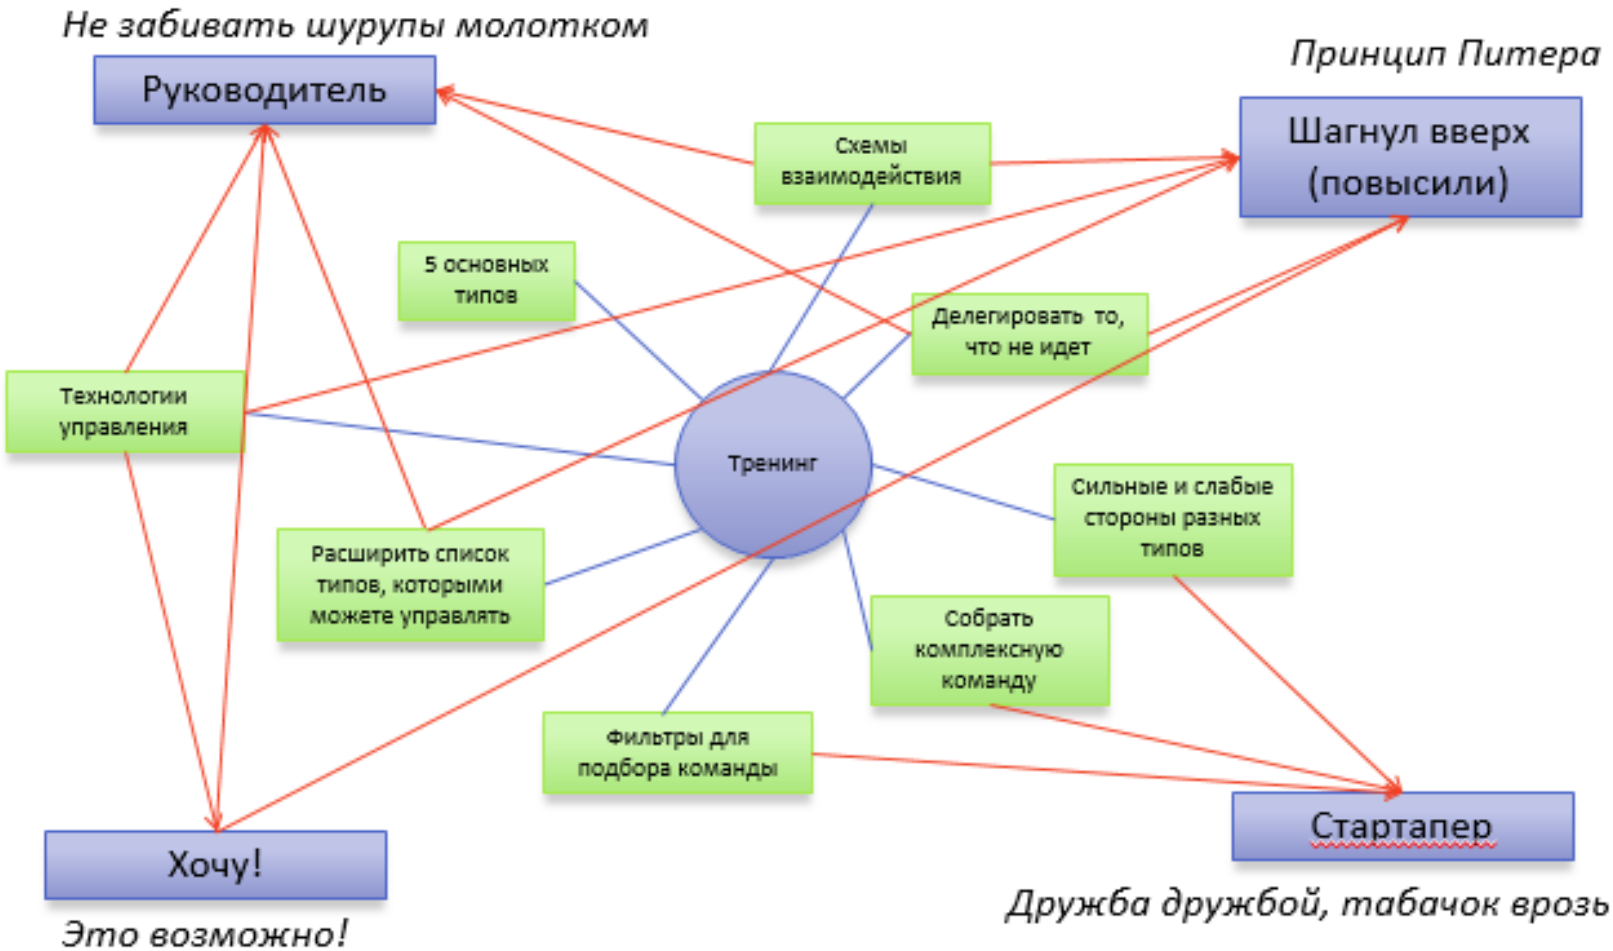 Не забивать шурупы молотком
Руководитель
Принцип Питера
Шагнул вверх
(повысили)
Схемы
взаимодействия
5 основных
типов
Делегировать то,
что не идет
Технологии
управления
Тренинг
Сильные и слабые
стороны разных
типов
Расширить список
типов, которыми
можете управлять
Собрать
комплексную
команду
Фильтры для
подбора команды
Стартапер
Хочу!
Дружба дружбой, табачок врозь
Это возможно!